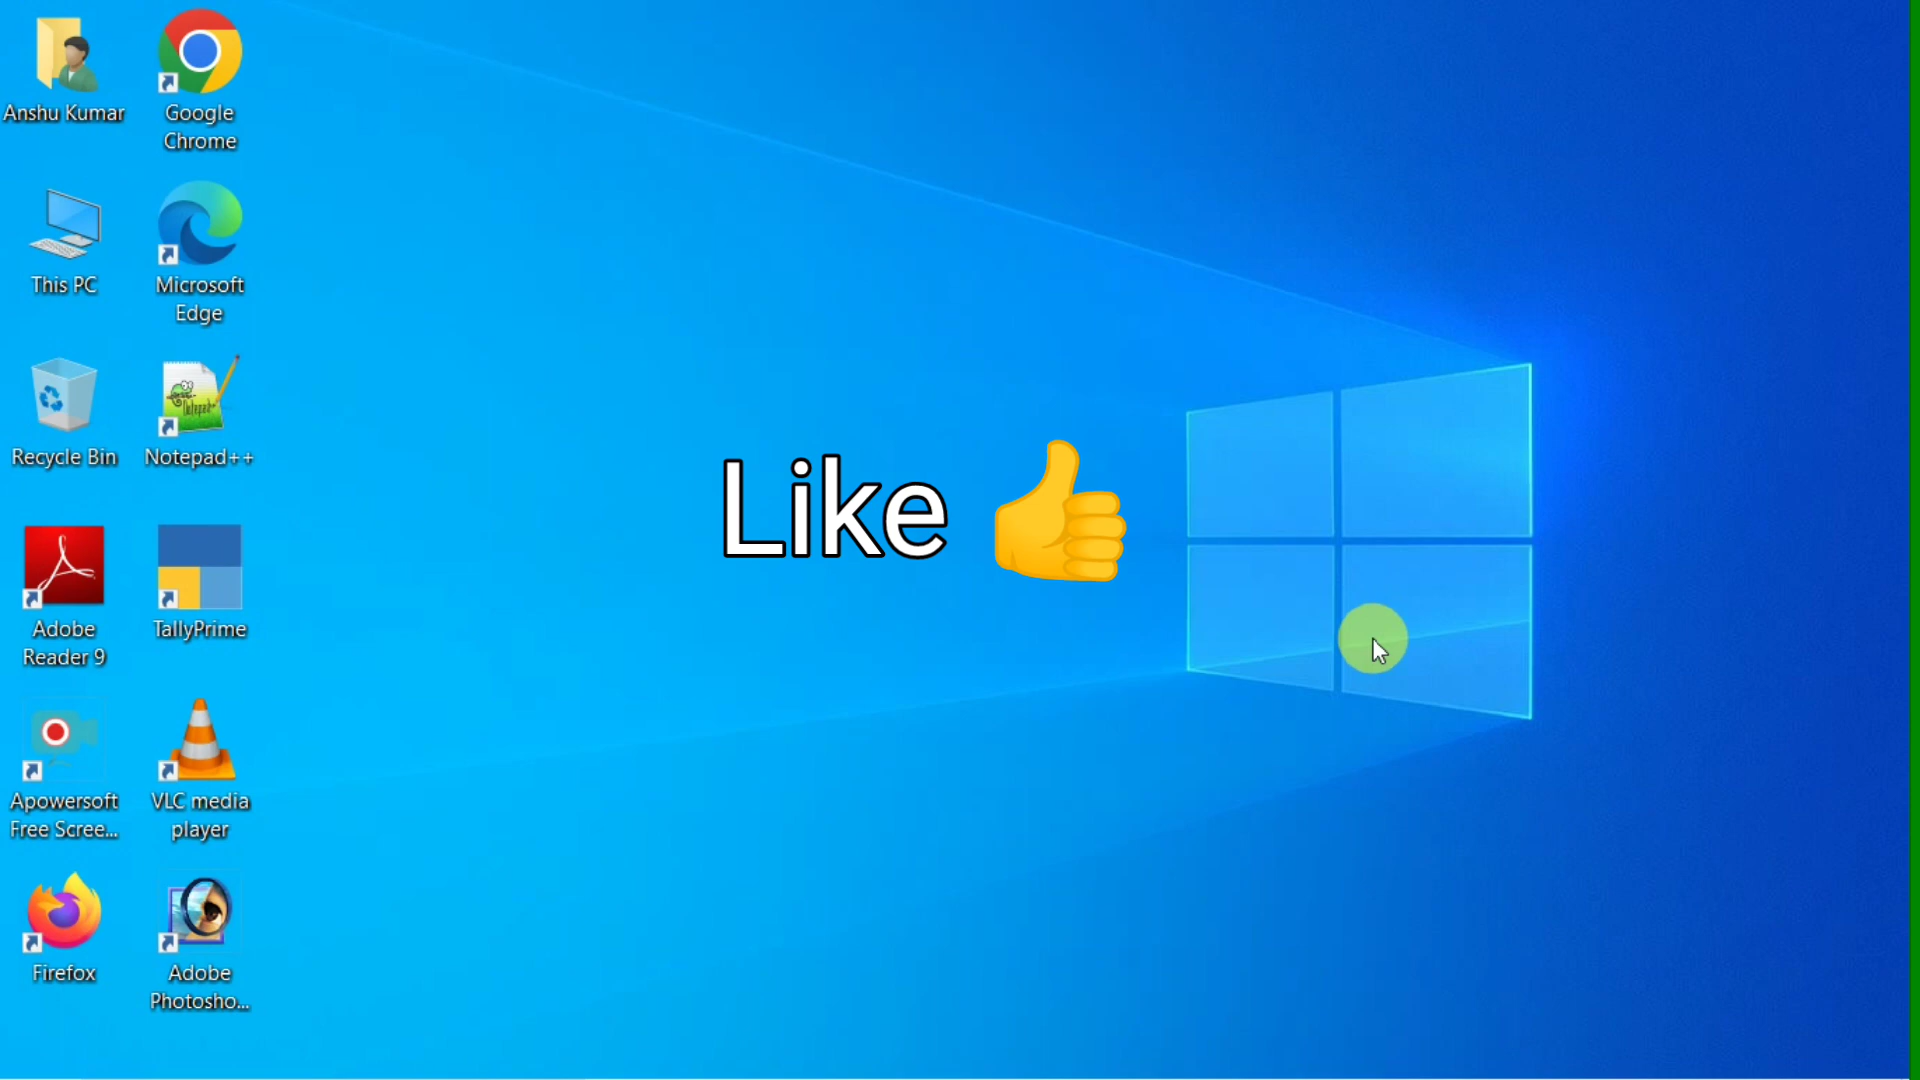 Anshu Kumar
Google
Chrome
This PC
Microsoft
Edge
Recycle Bin
Notepad++
Like 👍
Adobe
Reader 9
TallyPrime
Apowersoft
Free Scree...
VLC media
player
Firefox
Adobe
Photosho...